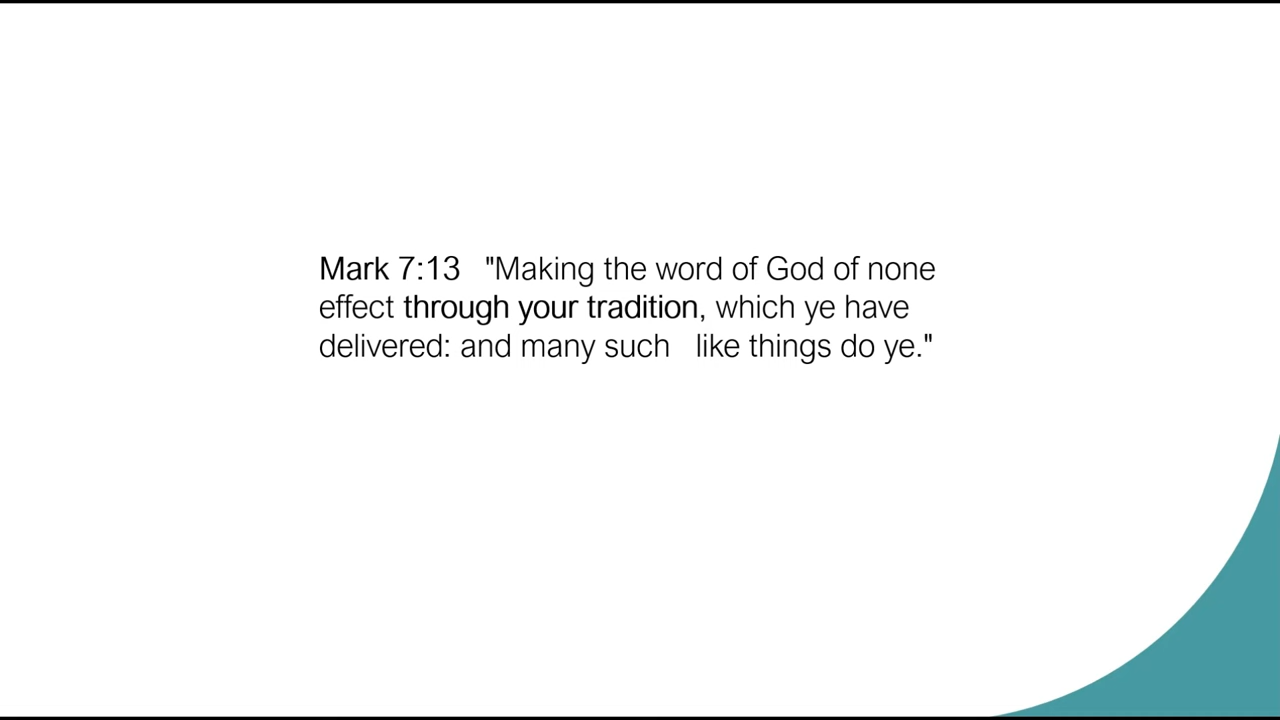 Mark 7:13   "Making the word of God of none
effect through your tradition, which ye have
delivered: and many such   like things do ye."